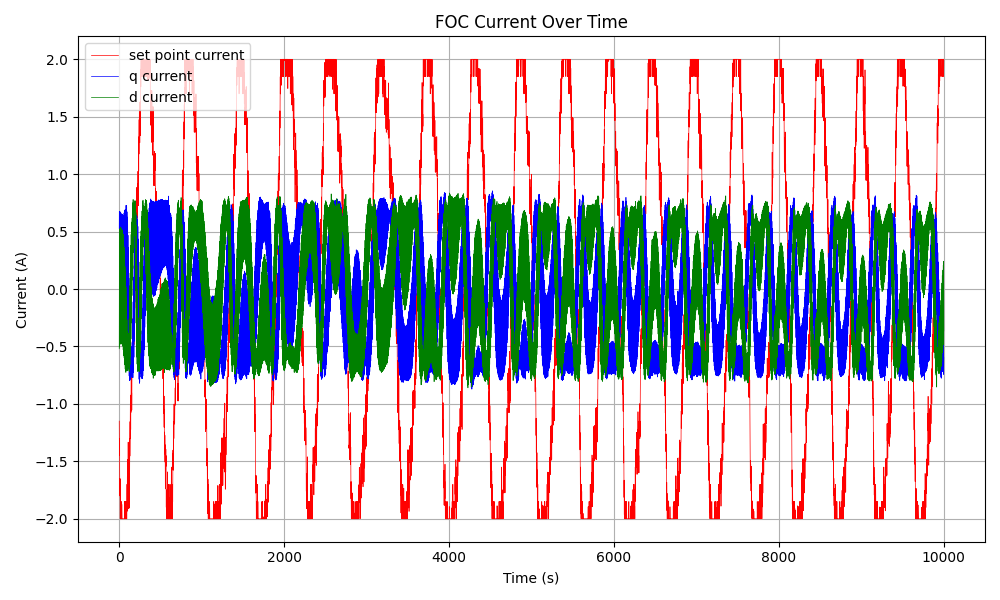 FOC Current Over Time
set point current
q current
d current
2.0
1.5
1.0
0.5
0.0
−0.5
−1.0
−1.5
−2.0
Current (A)
0 2000 4000 6000 8000 10000
Time (s)